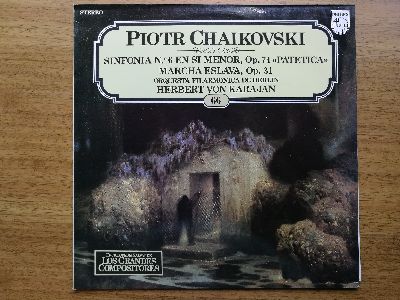 STEREO
PIOTR CHAIKOVSKI
SINFONIA N.º 6 EN SI MENOR, Op. 74 «PATETICA»
MARCHA ESLAVA, Op. 31
ORQUESTA FILARMONICA DE BERLIN
HERBERT VON KARAJAN
66
LOS GRANDES
COMPOSITORES